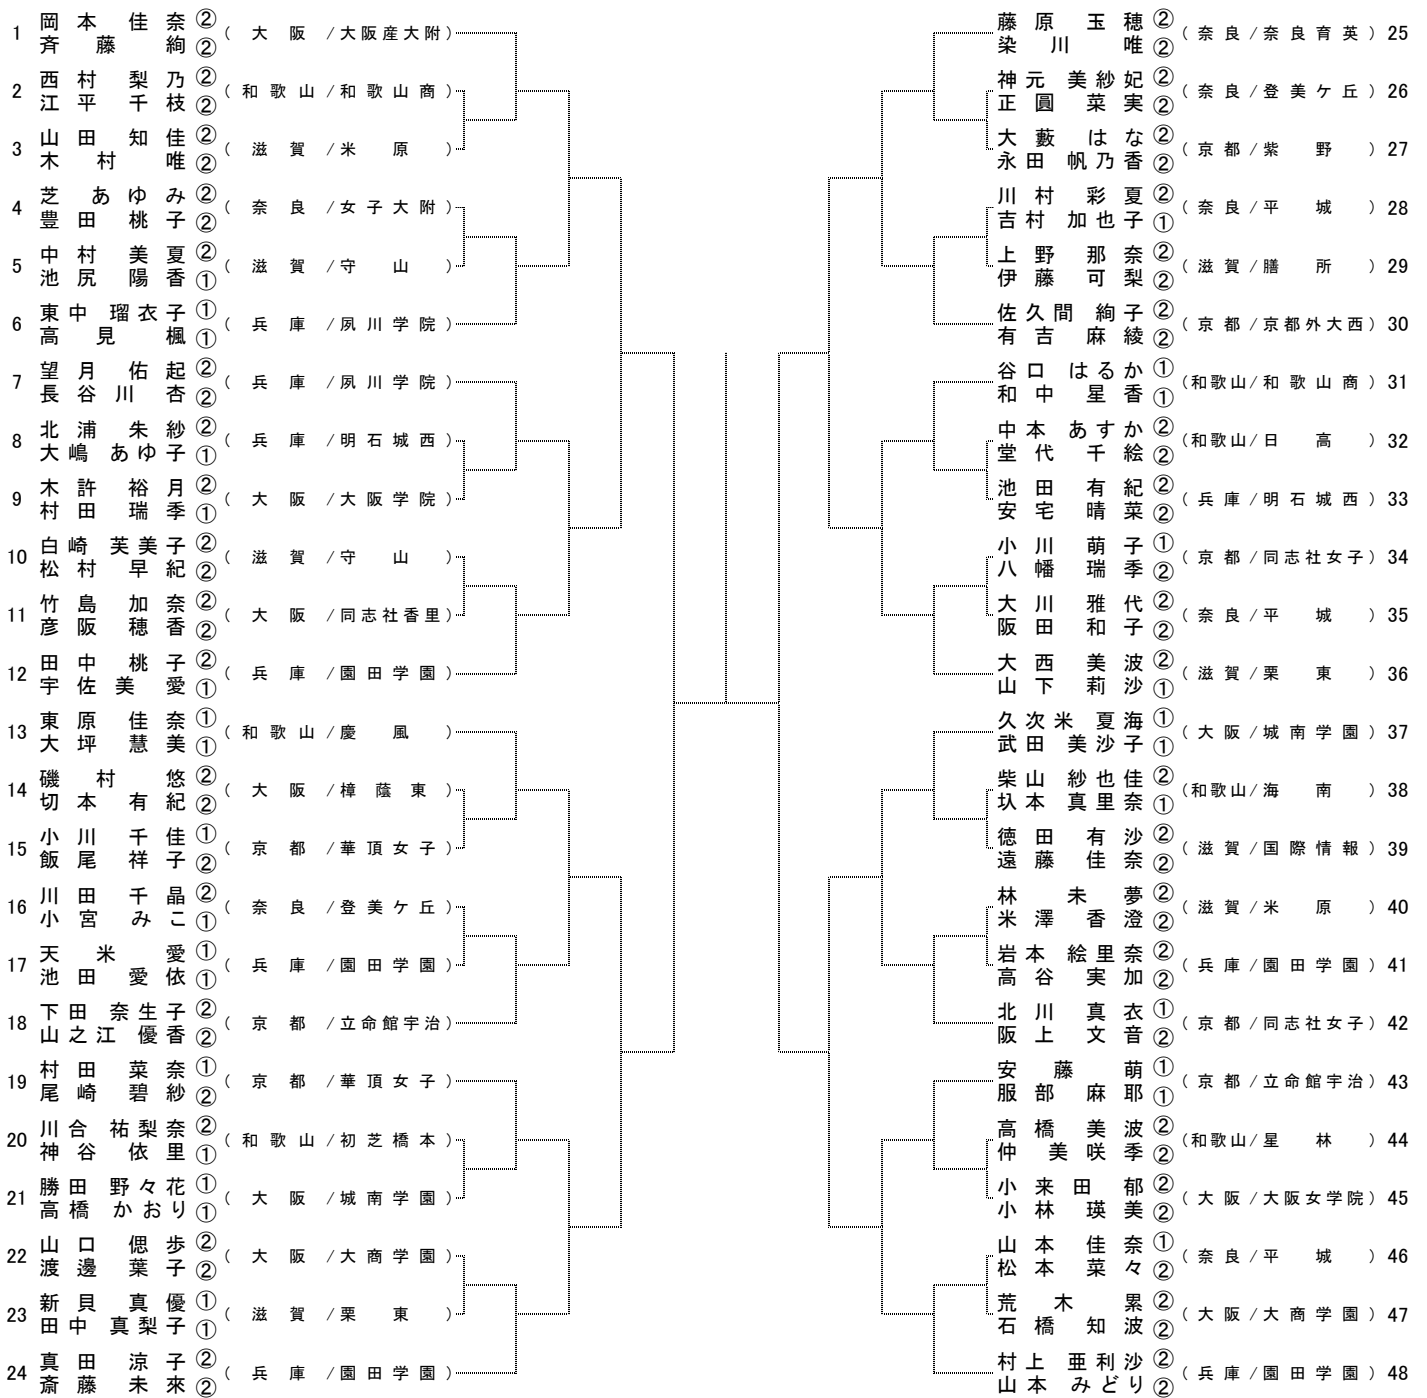 岡本 佳奈 ②
1 (大阪/大阪産大附)
斉藤 絢 ②
西村 梨乃 ②
2 (和歌山/和歌山商)
江平 千枝 ②
山田 知佳 ②
3 (滋賀/米原)
木村 唯 ②
芝 あゆみ ②
4 (奈良/女子大附)
豊田 桃子 ②
中村 美夏 ②
5 (滋賀/守山)
池尻 陽香 ①
東中 瑠衣子 ①
6 (兵庫/夙川学院)
高見 楓 ①
望月 佑起 ②
7 (兵庫/夙川学院)
長谷川 杏 ②
北浦 朱紗 ②
8 (兵庫/明石城西)
大嶋 あゆ子 ①
木許 裕月 ②
9 (大阪/大阪学院)
村田 瑞季 ①
白崎 芙美子 ②
10 (滋賀/守山)
松村 早紀 ②
竹島 加奈 ②
11 (大阪/同志社香里)
彦阪 穂香 ②
田中 桃子 ②
12 (兵庫/園田学園)
宇佐美 愛 ①
東原 佳奈 ①
13 (和歌山/慶風)
大坪 慧美 ①
磯村 悠 ②
14 (大阪/樟蔭東)
切本 有紀 ②
小川 千佳 ①
15 (京都/華頂女子)
飯尾 祥子 ②
川田 千晶 ②
16 (奈良/登美ケ丘)
小宮 みこ ①
天米 愛 ①
17 (兵庫/園田学園)
池田 愛依 ①
下田 奈生子 ②
18 (京都/立命館宇治)
山之江 優香 ②
村田 菜奈 ①
19 (京都/華頂女子)
尾崎 碧紗 ②
川合 祐梨奈 ②
20 (和歌山/初芝橋本)
神谷 依里 ①
勝田 野々花 ①
21 (大阪/城南学園)
高橋 かおり ①
山口 偲歩 ②
22 (大阪/大商学園)
渡邊 葉子 ②
新貝 真優 ①
23 (滋賀/栗東)
田中 真梨子 ①
真田 涼子 ②
24 (兵庫/園田学園)
斎藤 未來 ②
藤原 玉穂 ②
(奈良/奈良育英) 25
染川 唯 ②
神元 美紗妃 ②
(奈良/登美ケ丘) 26
正圓 菜実 ②
大藪 はな ②
(京都/紫野) 27
永田 帆乃香 ②
川村 彩夏 ②
(奈良/平城) 28
吉村 加也子 ①
上野 那奈 ②
(滋賀/膳所) 29
伊藤 可梨 ②
佐久間 絢子 ②
(京都/京都外大西) 30
有吉 麻綾 ②
谷口 はるか ①
(和歌山/和歌山商) 31
和中 星香 ①
中本 あすか ②
(和歌山/日高) 32
堂代 千絵 ②
池田 有紀 ②
(兵庫/明石城西) 33
安宅 晴菜 ②
小川 萌子 ①
(京都/同志社女子) 34
八幡 瑞季 ②
大川 雅代 ②
(奈良/平城) 35
阪田 和子 ②
大西 美波 ②
(滋賀/栗東) 36
山下 莉沙 ①
久次米 夏海 ①
(大阪/城南学園) 37
武田 美沙子 ①
柴山 紗也佳 ②
(和歌山/海南) 38
圦本 真里奈 ①
徳田 有沙 ②
(滋賀/国際情報) 39
遠藤 佳奈 ②
林 未夢 ②
(滋賀/米原) 40
米澤 香澄 ②
岩本 絵里奈 ②
(兵庫/園田学園) 41
高谷 実加 ②
北川 真衣 ①
(京都/同志社女子) 42
阪上 文音 ②
安藤 萌 ①
(京都/立命館宇治) 43
服部 麻耶 ①
高橋 美波 ②
(和歌山/星林) 44
仲 美咲季 ②
小来田 郁 ②
(大阪/大阪女学院) 45
小林 瑛美 ②
山本 佳奈 ①
(奈良/平城) 46
松本 菜々 ②
荒木 累 ②
(大阪/大商学園) 47
石橋 知波 ②
村上 亜利沙 ②
(兵庫/園田学園) 48
山本 みどり ②